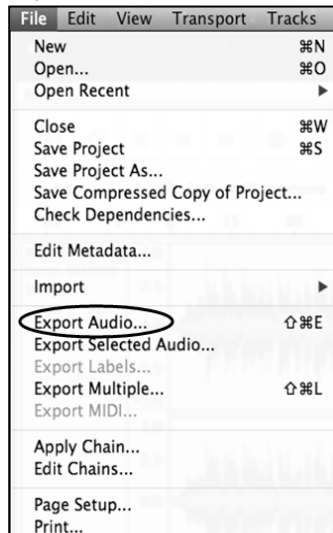 File Edit View Transport Tracks
New ⌘N
Open... ⌘O
Open Recent ▶
Close ⌘W
Save Project ⌘S
Save Project As...
Save Compressed Copy of Project...
Check Dependencies...
Edit Metadata...
Import ▶
Export Audio... ⇧⌘E
Export Selected Audio...
Export Labels...
Export Multiple... ⇧⌘L
Export MIDI...
Apply Chain...
Edit Chains...
Page Setup...
Print...